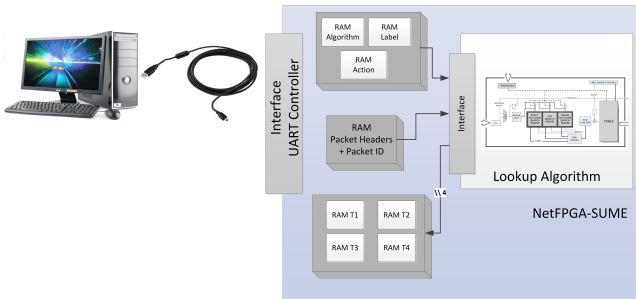 Interface
UART Controller
RAM
Algorithm
RAM
Label
RAM
Action
RAM
Packet Headers
+ Packet ID
RAM T1
RAM T2
RAM T3
RAM T4
\\ 4
Interface
TABLE
Lookup Algorithm
NetFPGA-SUME